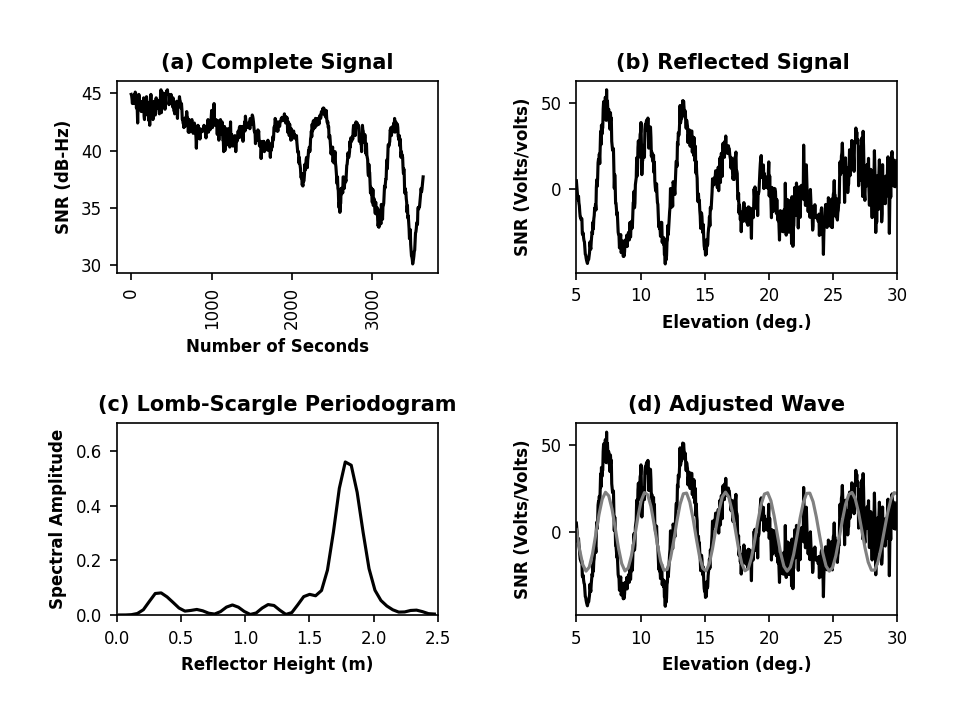 (a) Complete Signal
SNR (dB-Hz)
45
40
35
30
0
1000
2000
3000
Number of Seconds
(b) Reflected Signal
SNR (Volts/volts)
50
0
5
10
15
20
25
30
Elevation (deg.)
(c) Lomb-Scargle Periodogram
Spectral Amplitude
0.6
0.4
0.2
0.0
0.0
0.5
1.0
1.5
2.0
2.5
Reflector Height (m)
(d) Adjusted Wave
SNR (Volts/Volts)
50
0
5
10
15
20
25
30
Elevation (deg.)